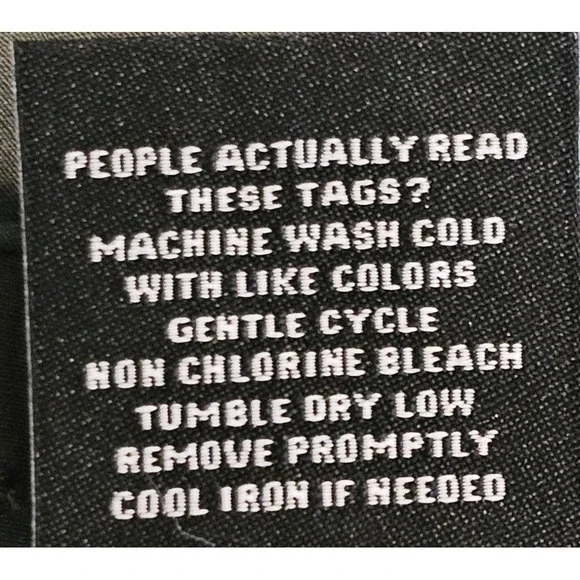 PEOPLE ACTUALLY READ
THESE TAGS?
MACHINE WASH COLD
WITH LIKE COLORS
GENTLE CYCLE
NON CHLORINE BLEACH
TUMBLE DRY LOW
REMOVE PROMPTLY
COOL IRON IF NEEDED